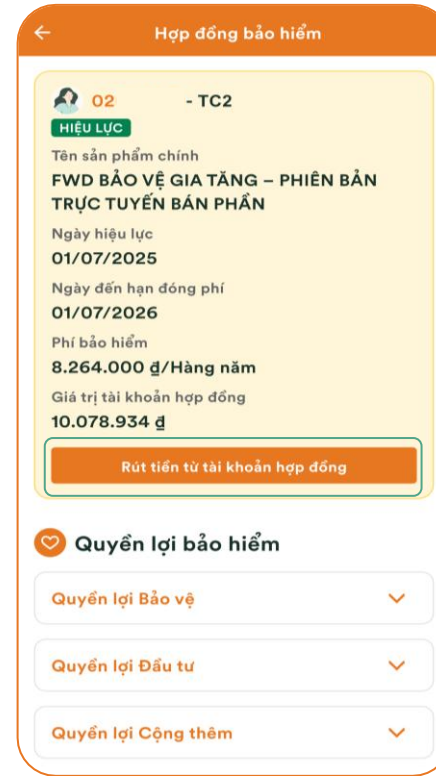 Hợp đồng bảo hiểm
02 - TC2
HIỆU LỰC
Tên sản phẩm chính
FWD BẢO VỆ GIA TĂNG – PHIÊN BẢN
TRỰC TUYẾN BÁN PHẦN
Ngày hiệu lực
01/07/2025
Ngày đến hạn đóng phí
01/07/2026
Phí bảo hiểm
8.264.000 ₫/Hàng năm
Giá trị tài khoản hợp đồng
10.078.934 ₫
Rút tiền từ tài khoản hợp đồng
Quyền lợi bảo hiểm
Quyền lợi Bảo vệ
Quyền lợi Đầu tư
Quyền lợi Cộng thêm